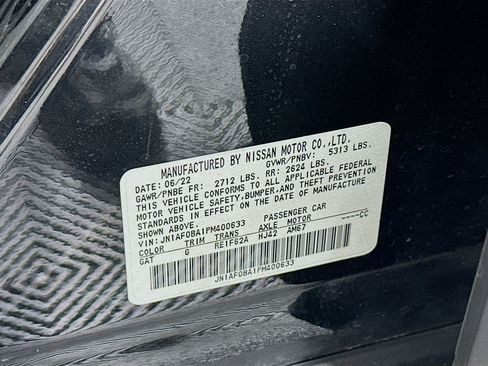 MANUFACTURED BY NISSAN MOTOR CO.,LTD.
DATE: 06/22 GVWR/PNBV: 5313 LBS.
GAWR/PNBE FR: 2712 LBS. RR: 2624 LBS.
THIS VEHICLE CONFORMS TO ALL APPLICABLE FEDERAL
MOTOR VEHICLE SAFETY,BUMPER,AND THEFT PREVENTION
STANDARDS IN EFFECT ON THE DATE OF MANUFACTURE
SHOWN ABOVE.
VIN: JN1AF0BA1PM400633 PASSENGER CAR
COLOR TRIM TRANS AXLE MOTOR ----CC
GAT G RE1F62A HJ42 AM67
JN1AF0BA1PM400633